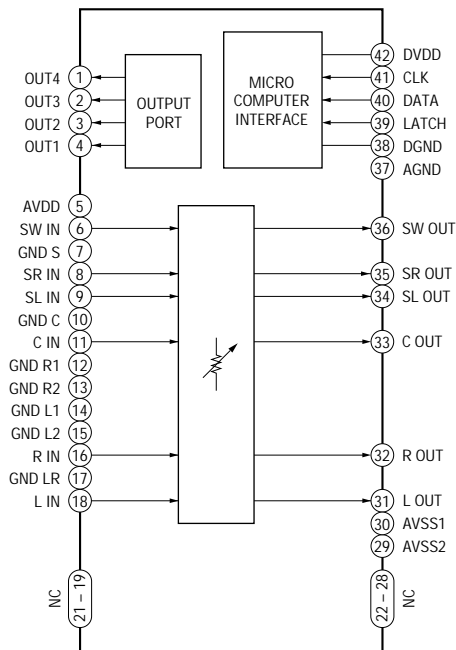 OUT4 1
OUT3 2
OUT2 3
OUT1 4
OUTPUT
PORT
MICRO
COMPUTER
INTERFACE
42 DVDD
41 CLK
40 DATA
39 LATCH
38 DGND
37 AGND
AVDD 5
SW IN 6
GND S 7
SR IN 8
SL IN 9
GND C 10
C IN 11
GND R1 12
GND R2 13
GND L1 14
GND L2 15
R IN 16
GND LR 17
L IN 18
36 SW OUT
35 SR OUT
34 SL OUT
33 C OUT
32 R OUT
31 L OUT
30 AVSS1
29 AVSS2
NC 21 – 19
22 – 28 NC